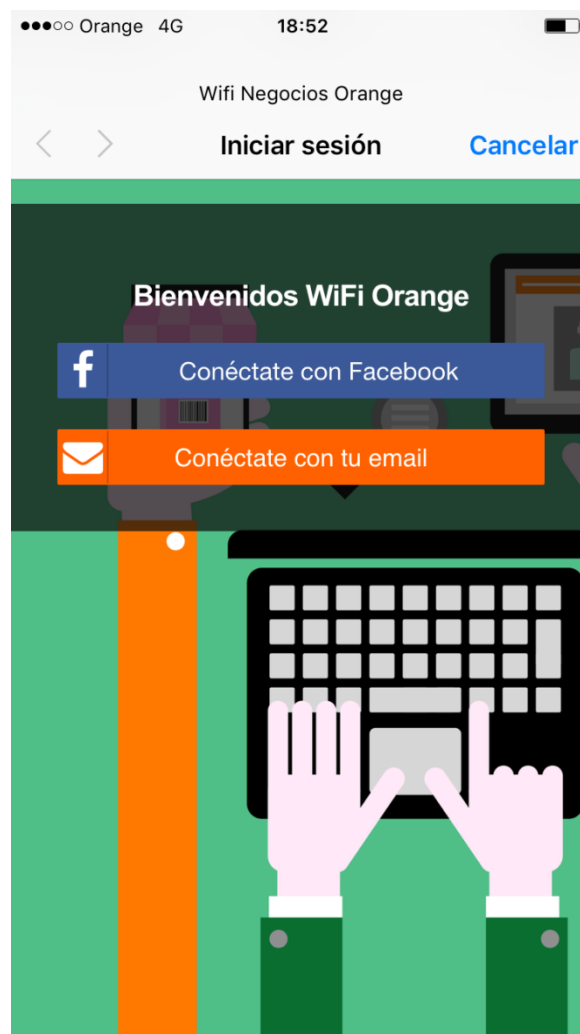 Orange 4G 18:52
Wifi Negocios Orange
Iniciar sesión Cancelar
Bienvenidos WiFi Orange
f Conéctate con Facebook
Conéctate con tu email